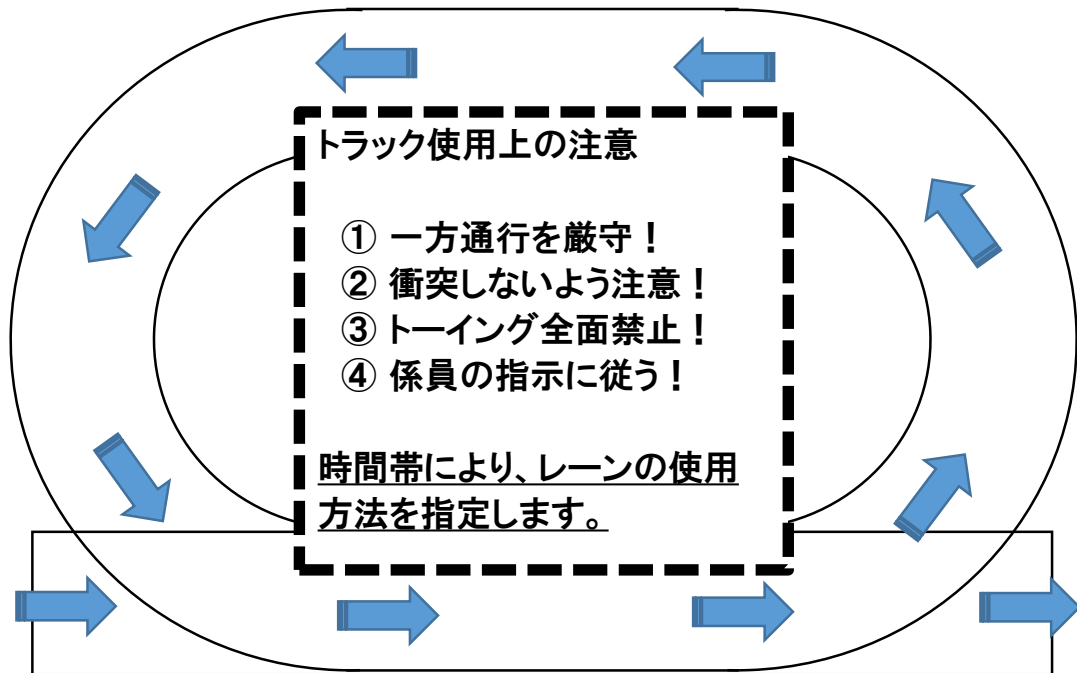 トラック使用上の注意
① 一方通行を厳守！
② 衝突しないよう注意！
③ トーイング全面禁止！
④ 係員の指示に従う！
時間帯により、レーンの使用
方法を指定します。